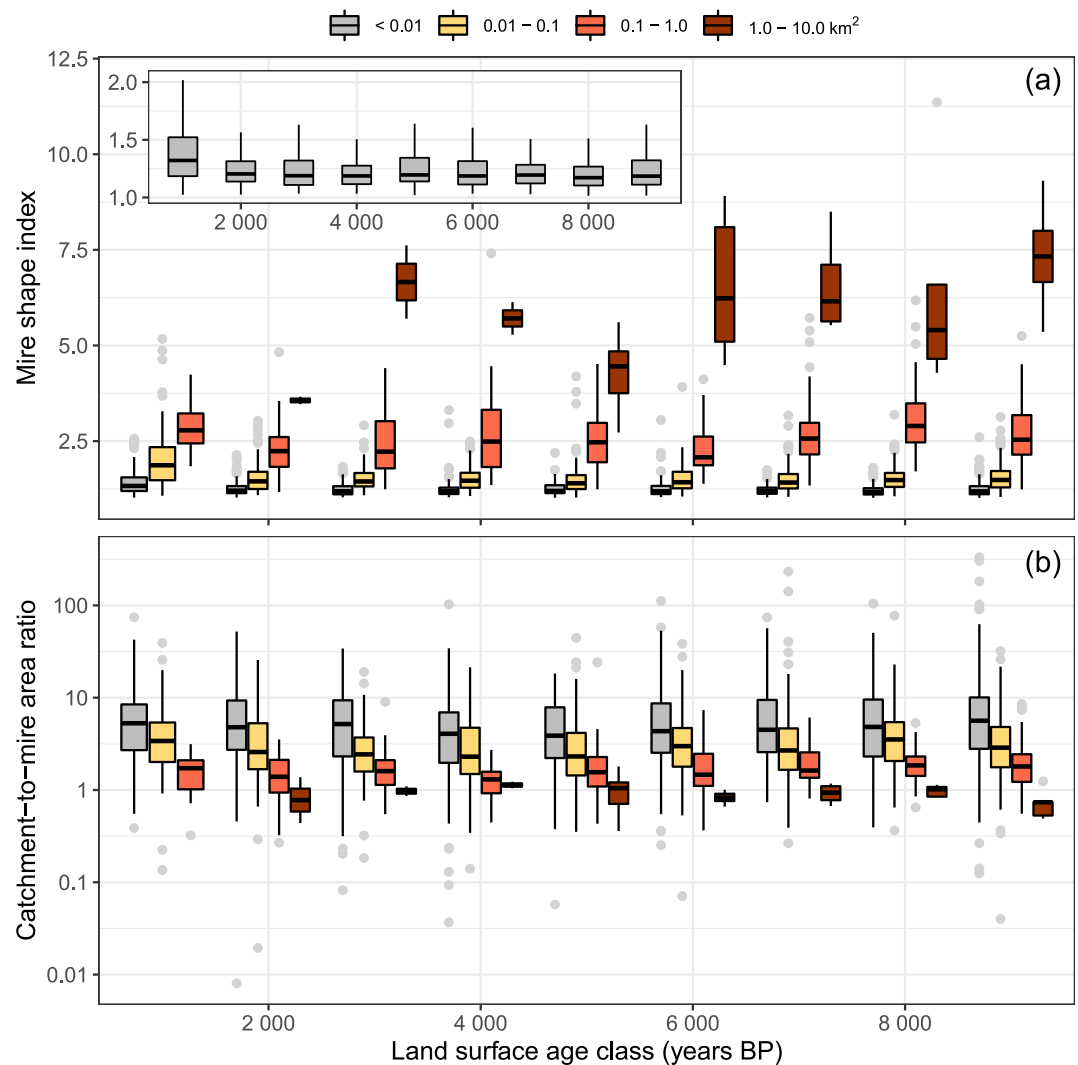 < 0.01 0.01 − 0.1 0.1 − 1.0 1.0 − 10.0 km²
(a)
Mire shape index
12.5
10.0
7.5
5.0
2.5
2.0
1.5
1.0
2 000 4 000 6 000 8 000
(b)
Catchment-to-mire area ratio
100
10
1
0.1
0.01
2 000 4 000 6 000 8 000
Land surface age class (years BP)